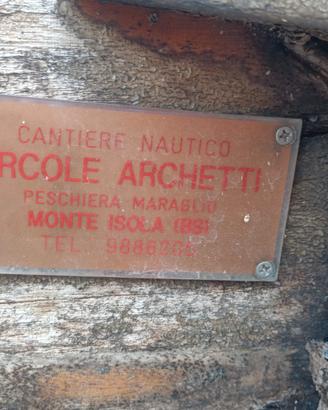 CANTIERE NAUTICO
RCOLE ARCHETTI
PESCHIERA MARAGLIO
MONTE ISOLA (BS)
TEL.